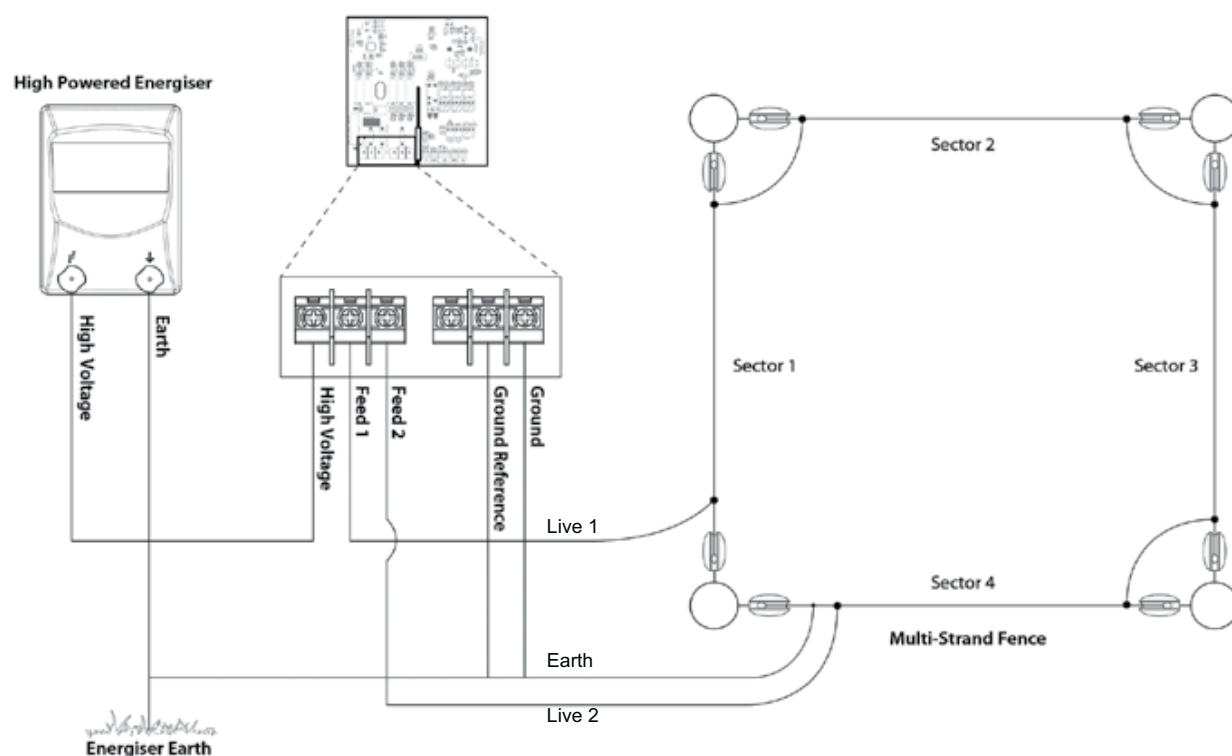 High Powered Energiser
High Voltage
Earth
High Voltage
Feed 1
Feed 2
Ground Reference
Ground
Live 1
Earth
Live 2
Energiser Earth
Sector 2
Sector 1
Sector 3
Sector 4
Multi-Strand Fence